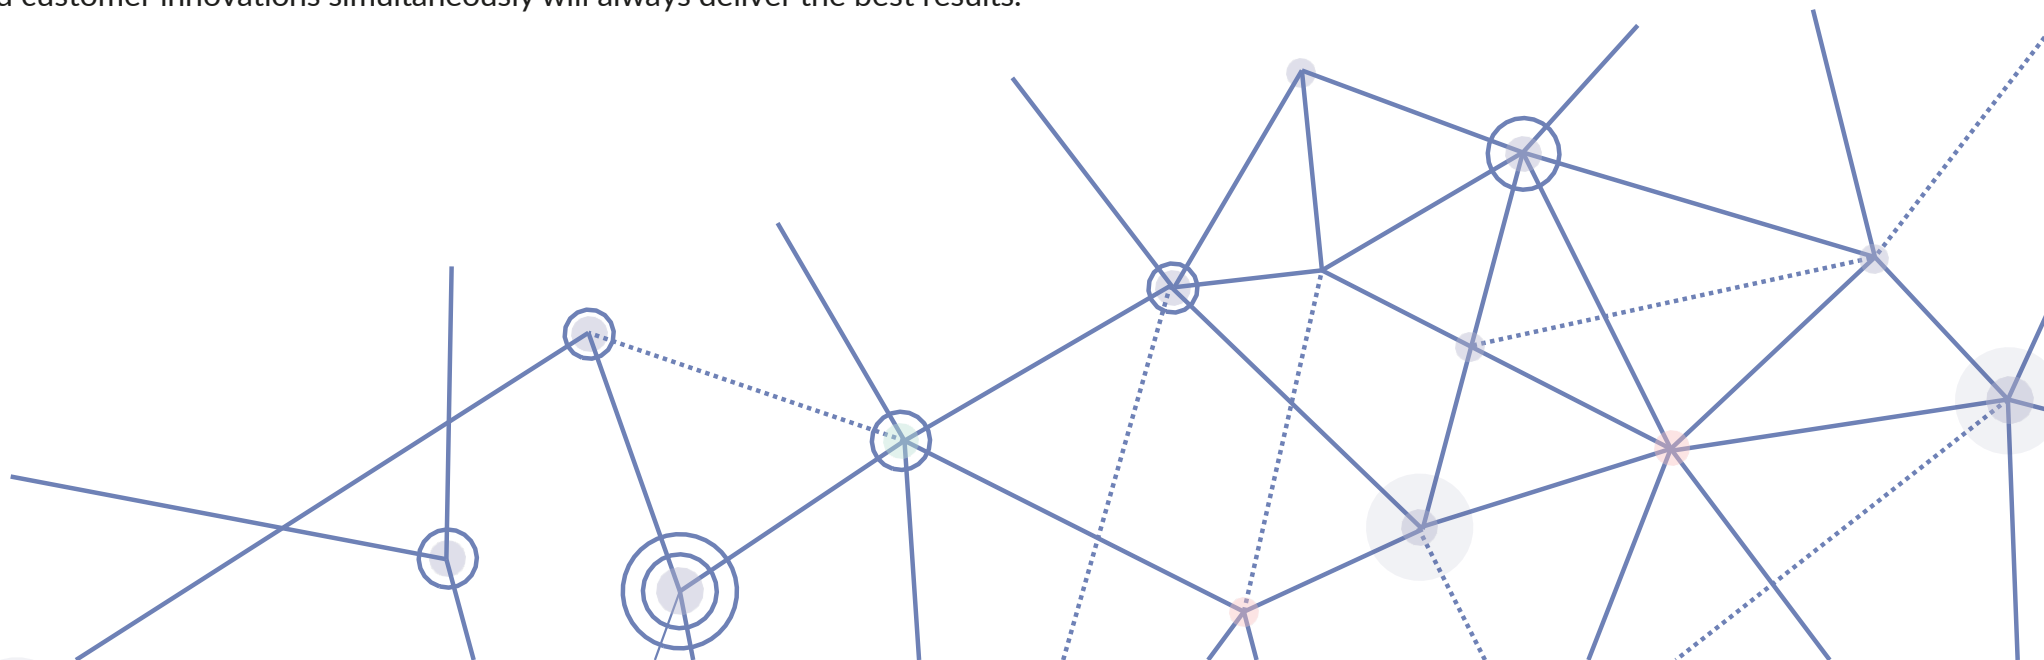 customer innovations simultaneously will always deliver the best results.